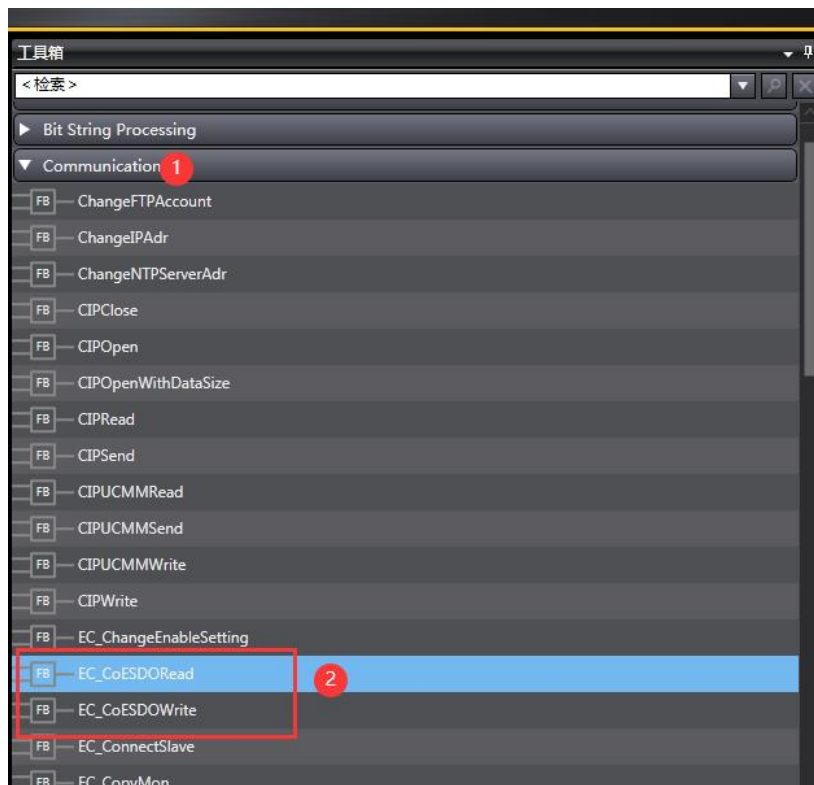 工具箱
<检索>
Bit String Processing
Communication 1
FB ChangeFTPAccount
FB ChangeIPAdr
FB ChangeNTPServerAdr
FB CIPClose
FB CIPOpen
FB CIPOpenWithDataSize
FB CIPRead
FB CIPSend
FB CIPUCMMRead
FB CIPUCMMSend
FB CIPUCMMWrite
FB CIPWrite
FB EC_ChangeEnableSetting
FB EC_CoESDORead 2
FB EC_CoESDOWrite
FB EC_ConnectSlave
FB EC_CopyMon